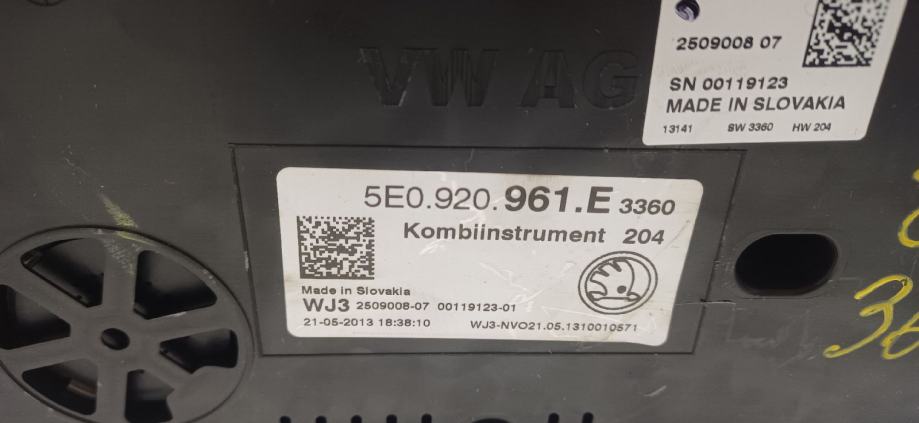 VW AG
2509008 07
SN 00119123
MADE IN SLOVAKIA
13141 SW 3360 HW 204
5E0.920.961.E 3360
Kombiinstrument 204
Made in Slovakia
WJ3 2509008-07 00119123-01
21-05-2013 18:38:10 WJ3-NVO21.05.1310010571